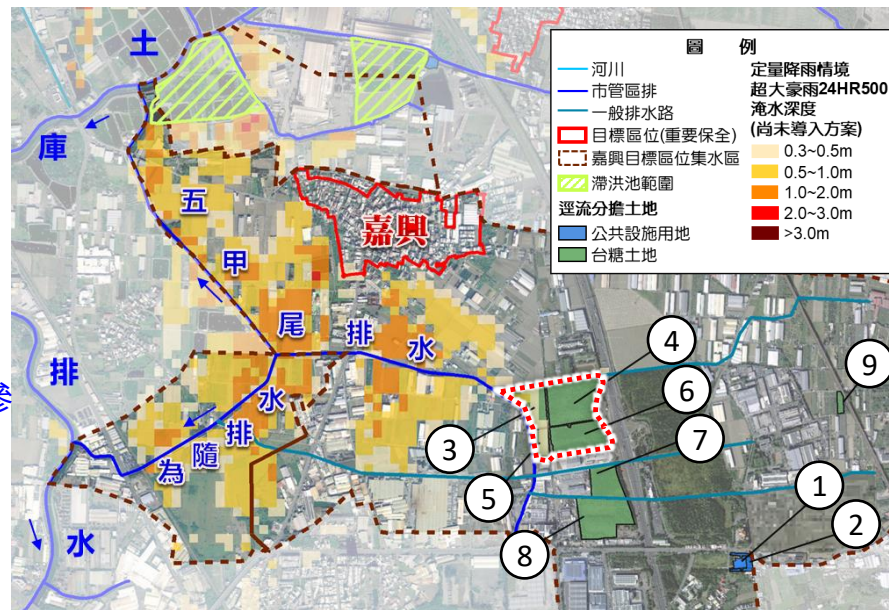 圖 例
河川
市管區排
一般排水路
目標區位(重要保全)
嘉興目標區位集水區
滯洪池範圍
逕流分擔土地
公共設施用地
台糖土地
定量降雨情境
超大豪雨24HR500
淹水深度
(尚未導入方案)
0.3~0.5m
0.5~1.0m
1.0~2.0m
2.0~3.0m
>3.0m
土
庫
排
水
五
甲
尾
排
水
嘉興
為
隨
排
水
參
4
9
6
3
7
5
1
2
8